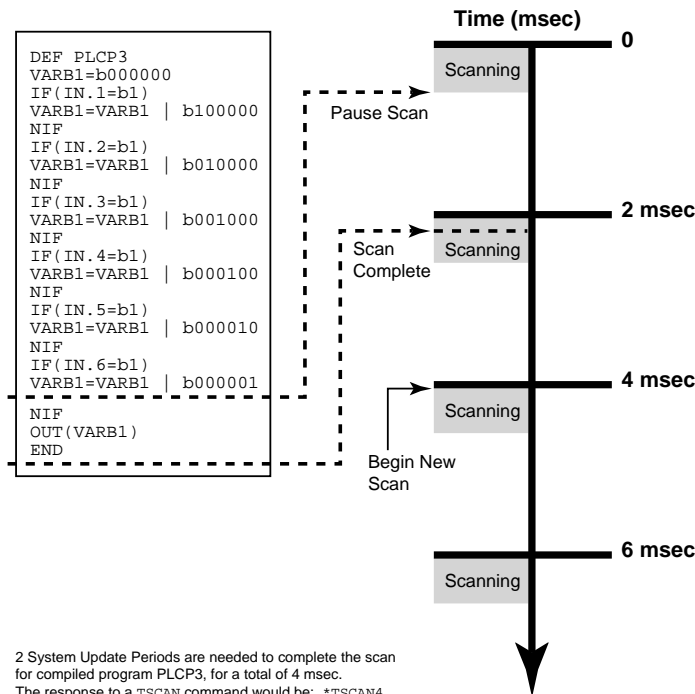 Time (msec)
0
DEF PLCP3
VARB1=b000000
IF(IN.1=b1)
VARB1=VARB1 | b100000
NIF
IF(IN.2=b1)
VARB1=VARB1 | b010000
NIF
IF(IN.3=b1)
VARB1=VARB1 | b001000
NIF
IF(IN.4=b1)
VARB1=VARB1 | b000100
NIF
IF(IN.5=b1)
VARB1=VARB1 | b000010
NIF
IF(IN.6=b1)
VARB1=VARB1 | b000001
NIF
OUT(VARB1)
END
Scanning
Pause Scan
2 msec
Scan
Complete
Scanning
4 msec
Scanning
Begin New
Scan
6 msec
Scanning
2 System Update Periods are needed to complete the scan
for compiled program PLCP3, for a total of 4 msec.
The response to a TSCAN command would be: *TSCAN4